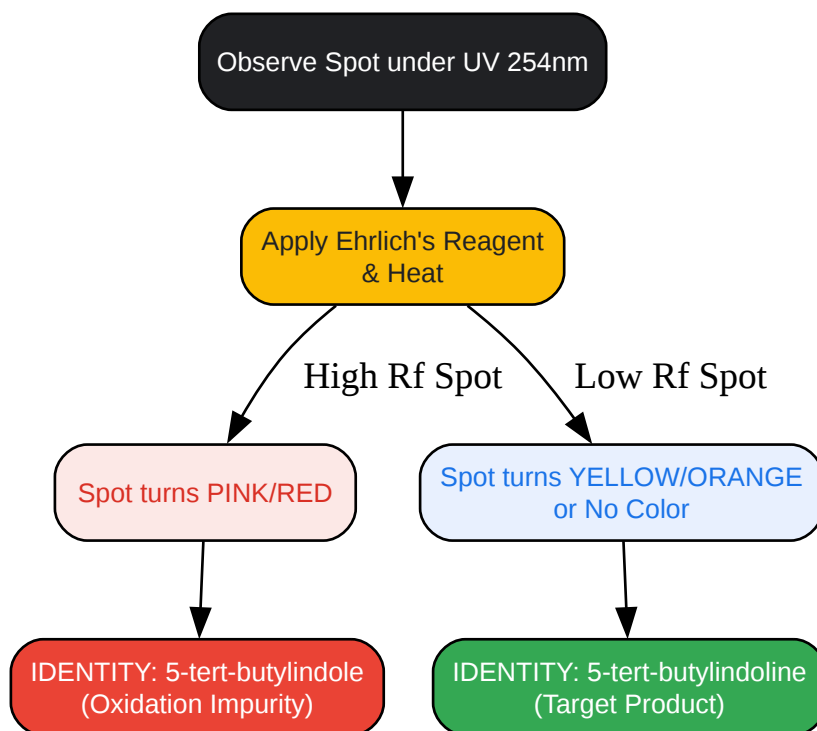 Observe Spot under UV 254nm
Apply Ehrlich's Reagent
& Heat
High Rf Spot
Low Rf Spot
Spot turns PINK/RED
Spot turns YELLOW/ORANGE
or No Color
IDENTITY: 5-tert-butylindole
(Oxidation Impurity)
IDENTITY: 5-tert-butylindoline
(Target Product)